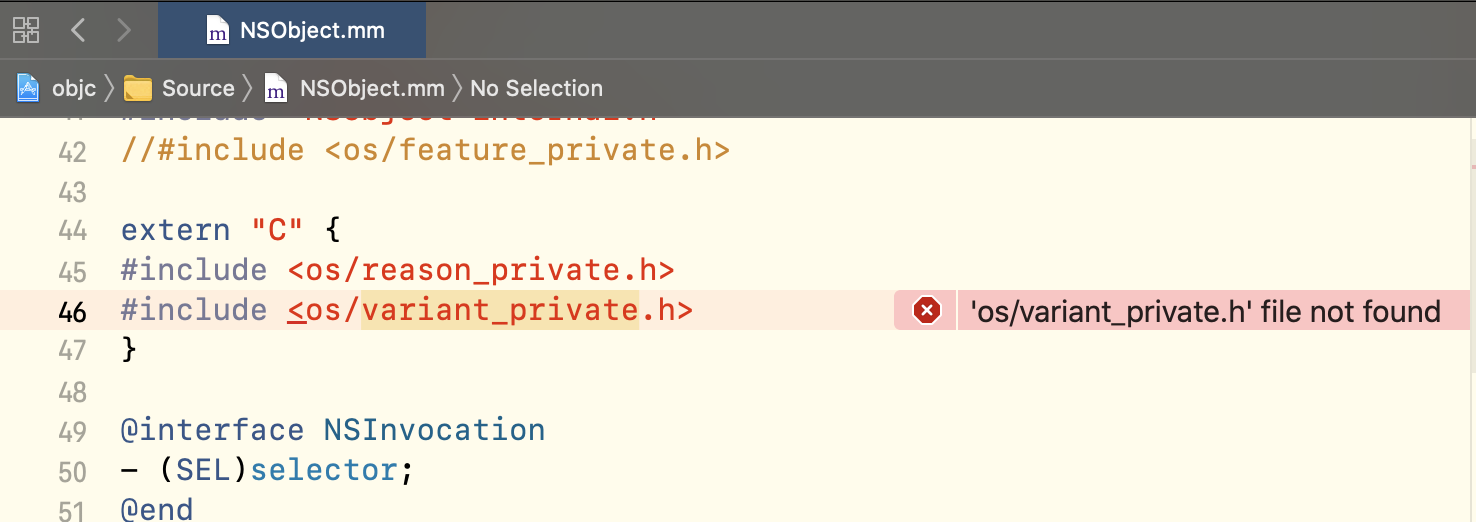 NSObject.mm
objc Source NSObject.mm No Selection
42 //#include <os/feature_private.h>
43
44 extern "C" {
45 #include <os/reason_private.h>
46 #include <os/variant_private.h> 'os/variant_private.h' file not found
47 }
48
49 @interface NSInvocation
50 - (SEL)selector;
51 @end